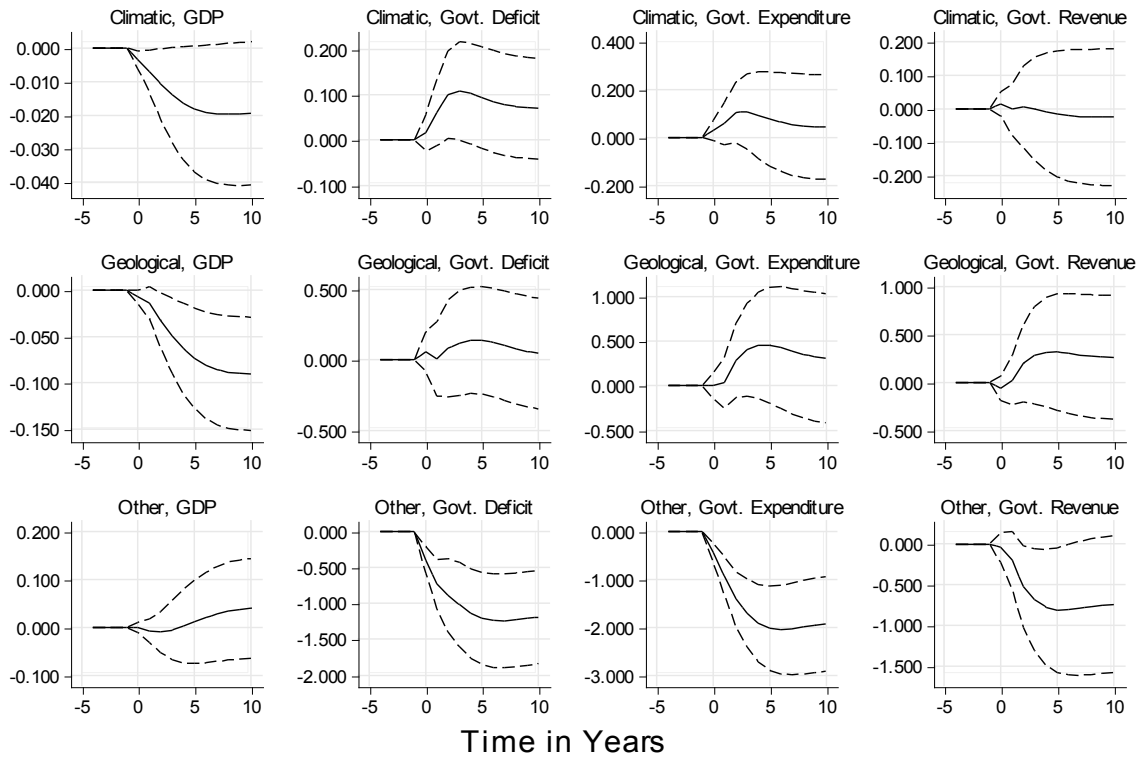 Climatic, GDP
0.000
-0.010
-0.020
-0.030
-0.040
-5 0 5 10
Climatic, Govt. Deficit
0.200
0.100
0.000
-0.100
-5 0 5 10
Climatic, Govt. Expenditure
0.400
0.200
0.000
-0.200
-5 0 5 10
Climatic, Govt. Revenue
0.200
0.100
0.000
-0.100
-0.200
-5 0 5 10
Geological, GDP
0.000
-0.050
-0.100
-0.150
-5 0 5 10
Geological, Govt. Deficit
0.500
0.000
-0.500
-5 0 5 10
Geological, Govt. Expenditure
1.000
0.500
0.000
-0.500
-5 0 5 10
Geological, Govt. Revenue
1.000
0.500
0.000
-0.500
-5 0 5 10
Other, GDP
0.200
0.100
0.000
-0.100
-5 0 5 10
Other, Govt. Deficit
0.000
-0.500
-1.000
-1.500
-2.000
-5 0 5 10
Other, Govt. Expenditure
0.000
-1.000
-2.000
-3.000
-5 0 5 10
Other, Govt. Revenue
0.000
-0.500
-1.000
-1.500
-5 0 5 10
Time in Years